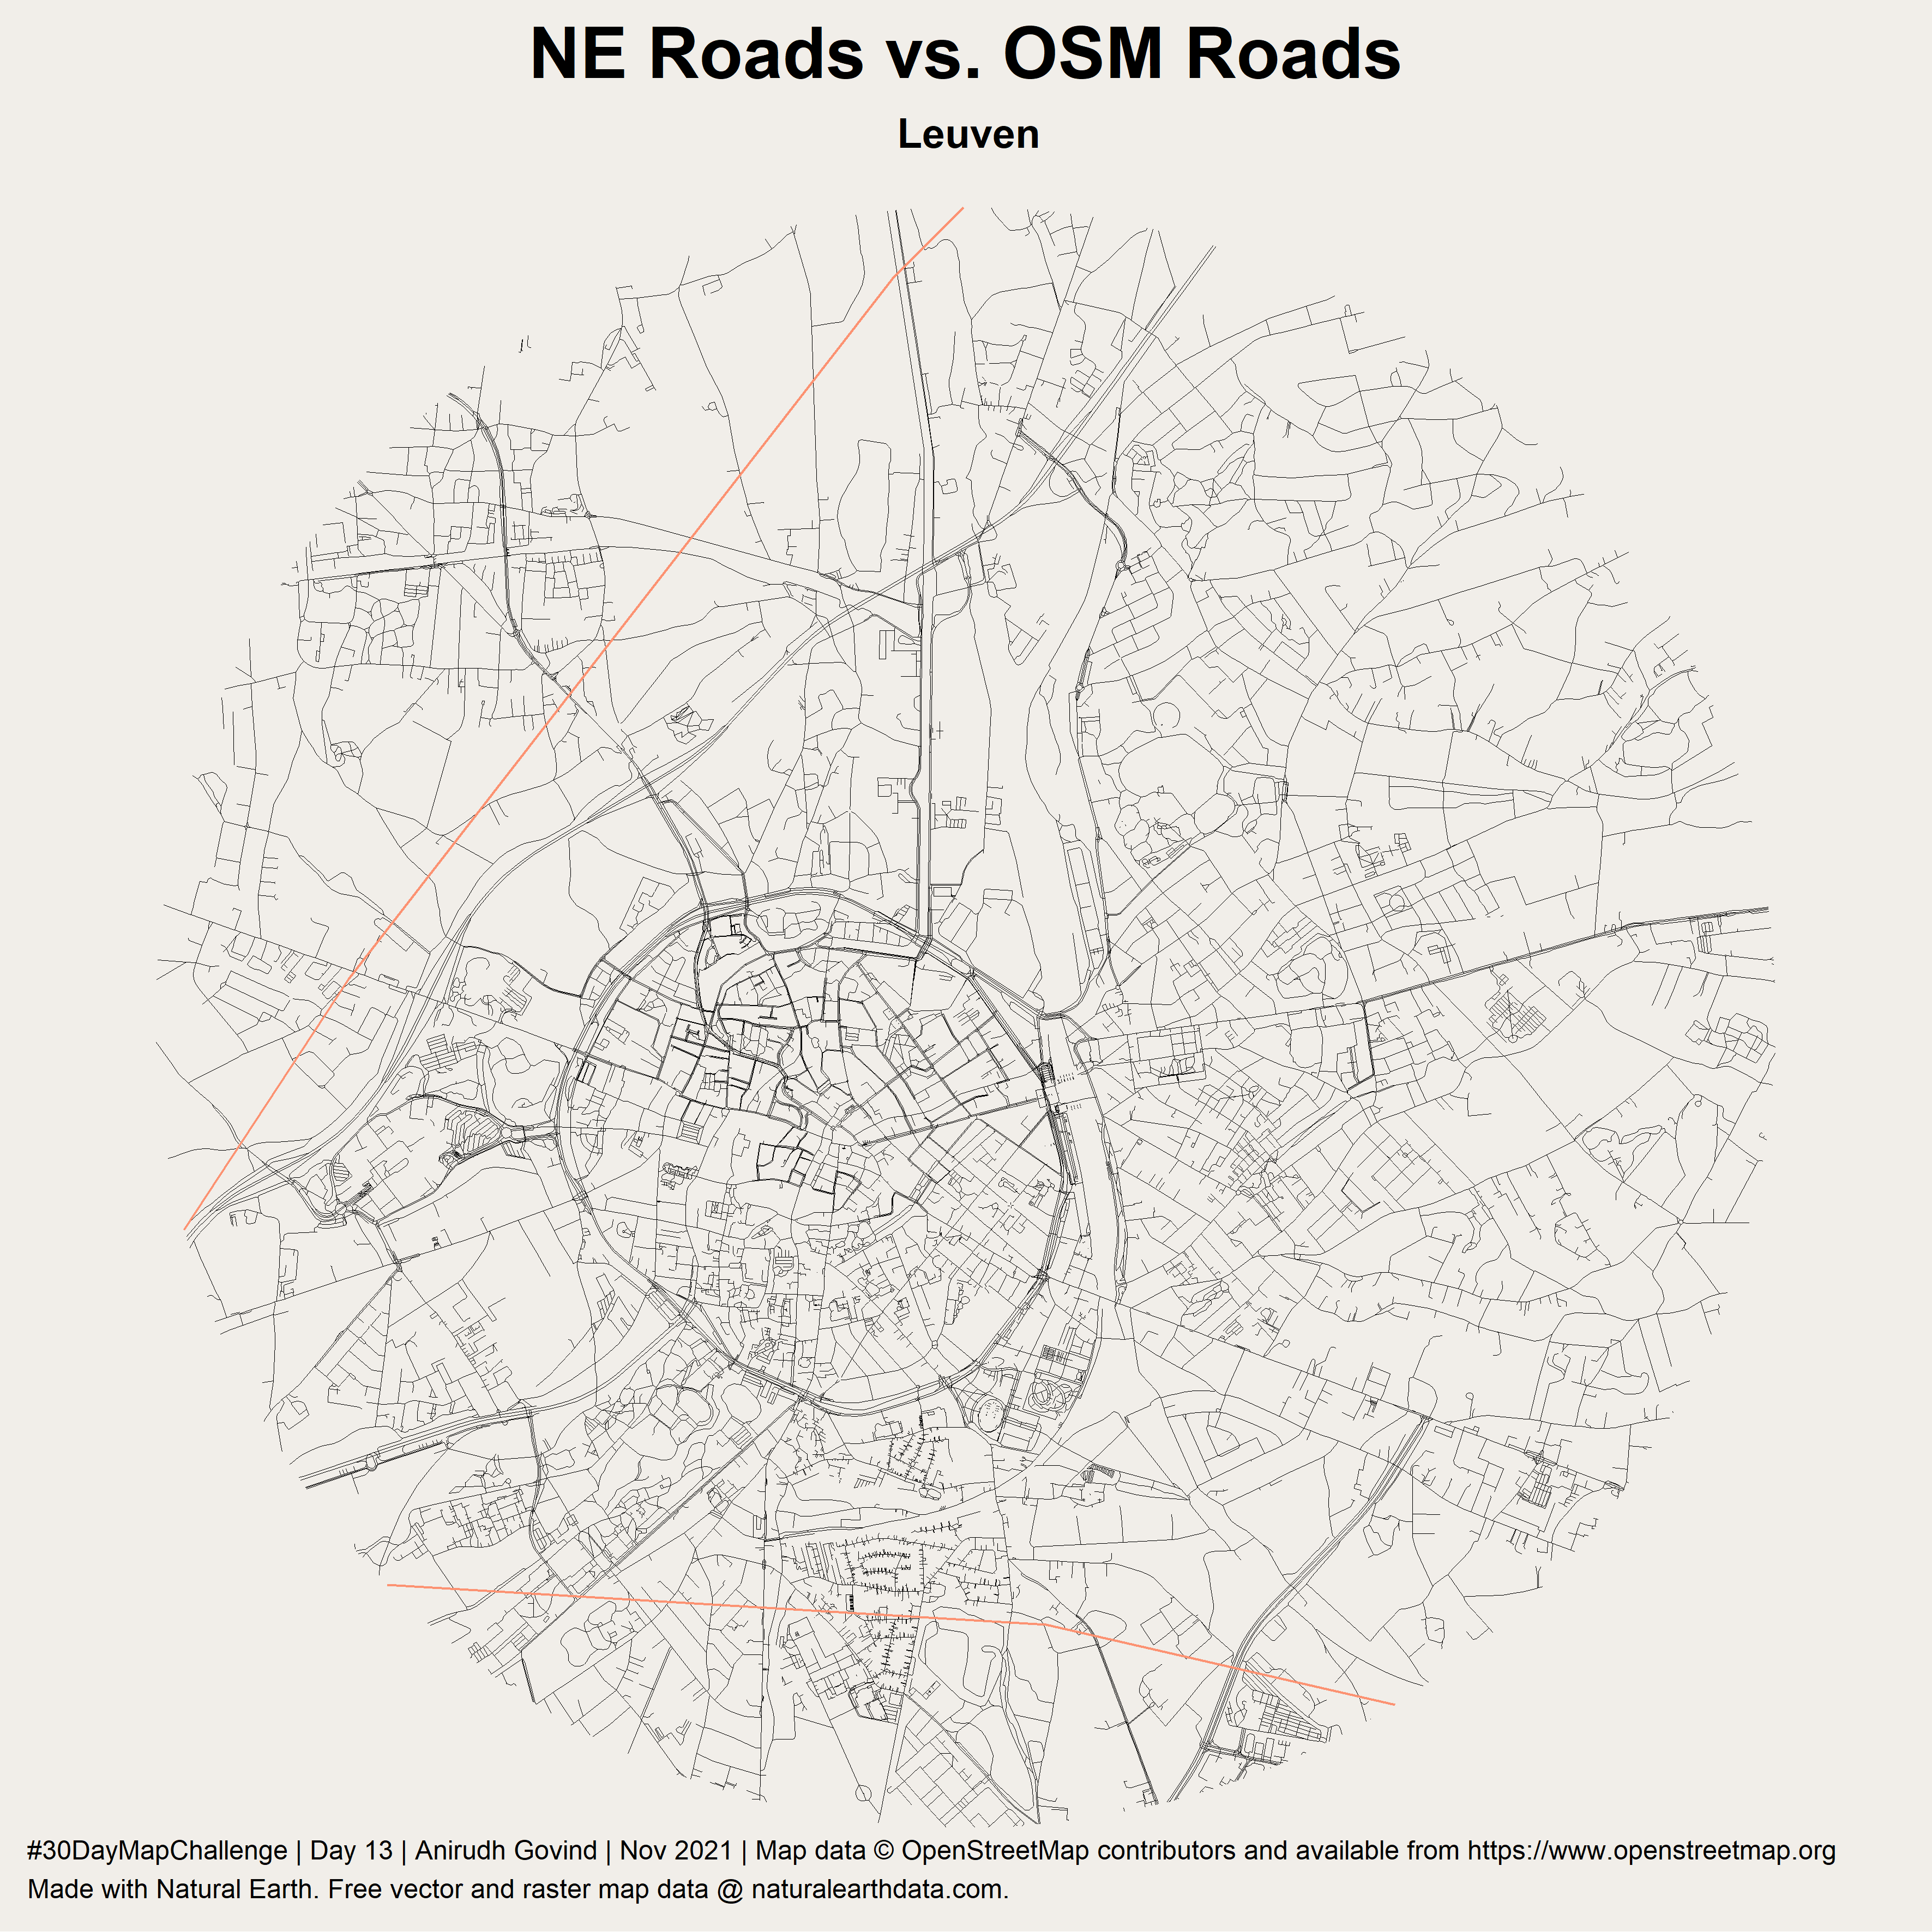 NE Roads vs. OSM Roads
Leuven
#30DayMapChallenge | Day 13 | Anirudh Govind | Nov 2021 | Map data © OpenStreetMap contributors and available from https://www.openstreetmap.org
Made with Natural Earth. Free vector and raster map data @ naturalearthdata.com.